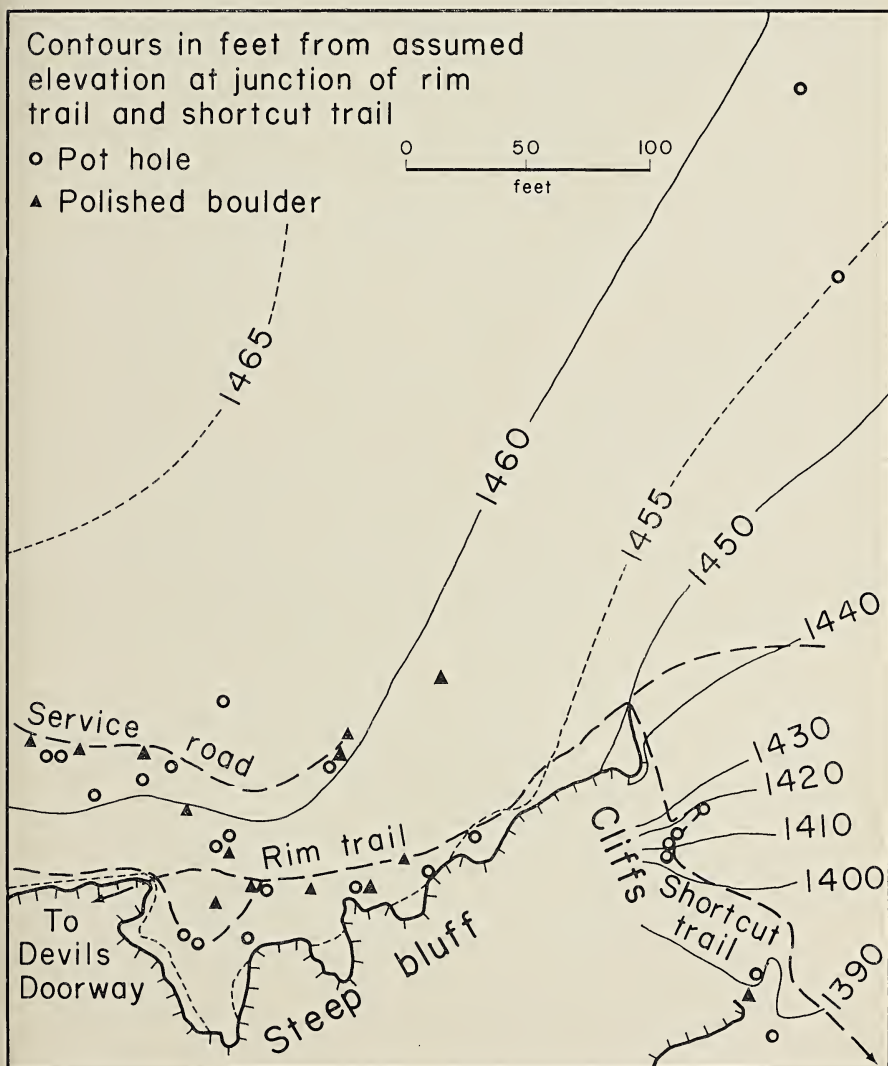 Contours in feet from assumed
elevation at junction of rim
trail and shortcut trail
Pot hole
Polished boulder
0 50 100
feet
1465
1460
1455
1450
1440
1430
1420
1410
1400
1390
Service
road
Rim trail
Cliffs
Shortcut
trail
To
Devils
Doorway
Steep bluff